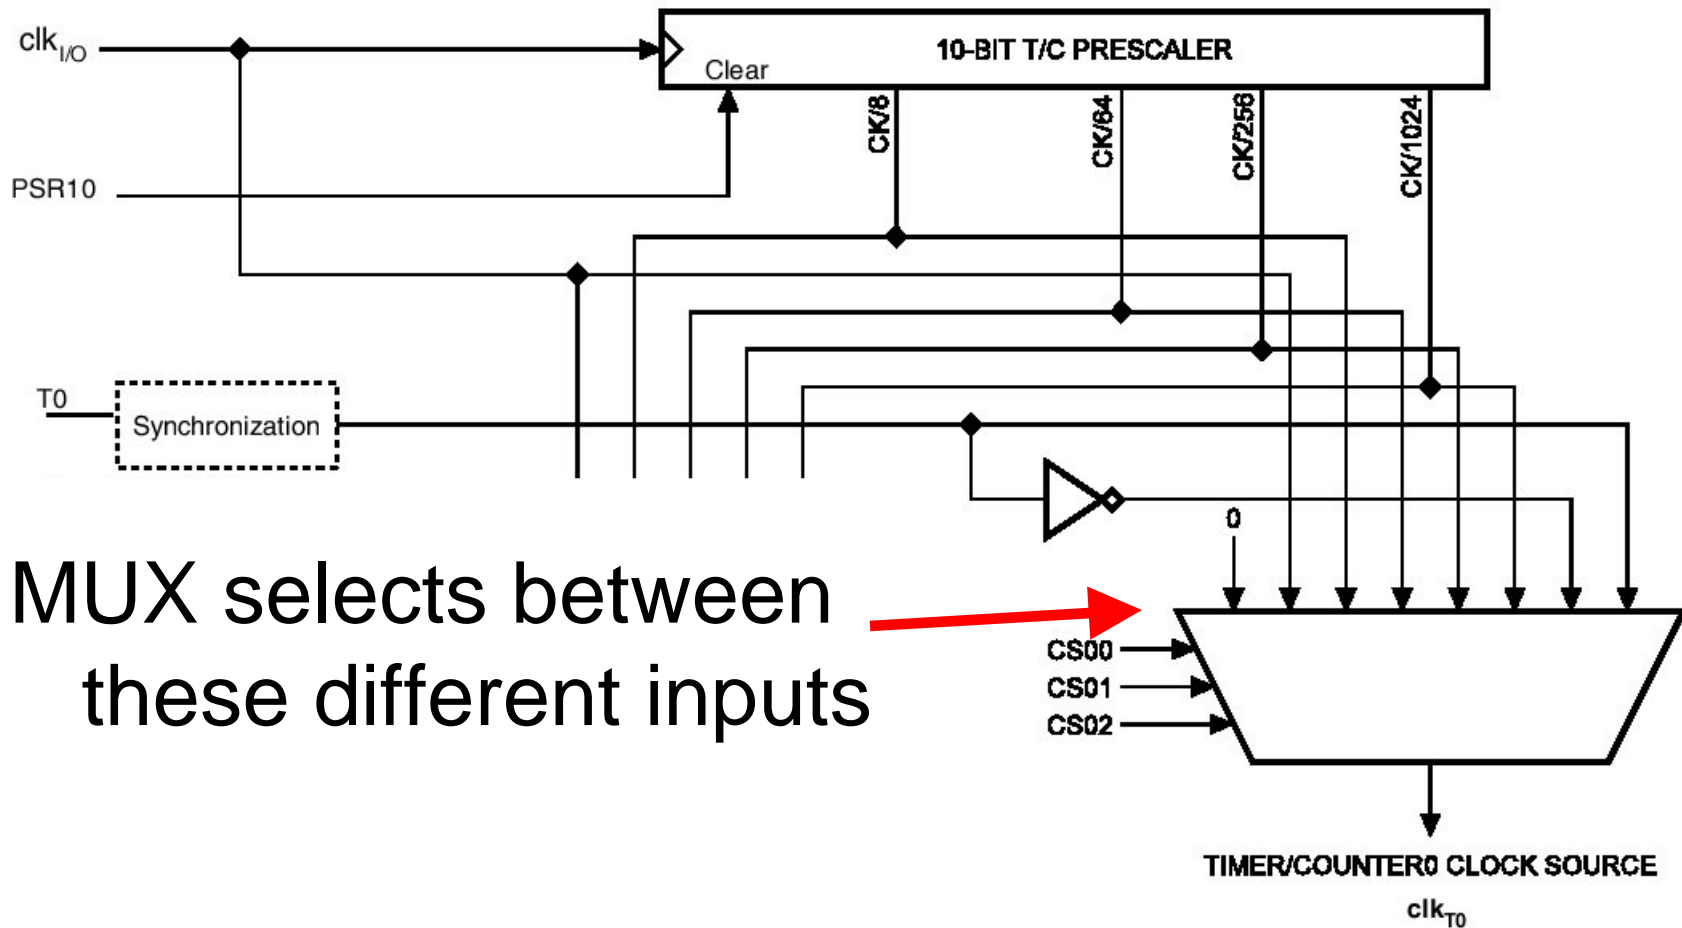 clkI/O
10-BIT T/C PRESCALER
Clear
CK/8
CK/64
CK/256
CK/1024
PSR10
T0
Synchronization
0
MUX selects between
these different inputs
CS00
CS01
CS02
TIMER/COUNTER0 CLOCK SOURCE
clkT0